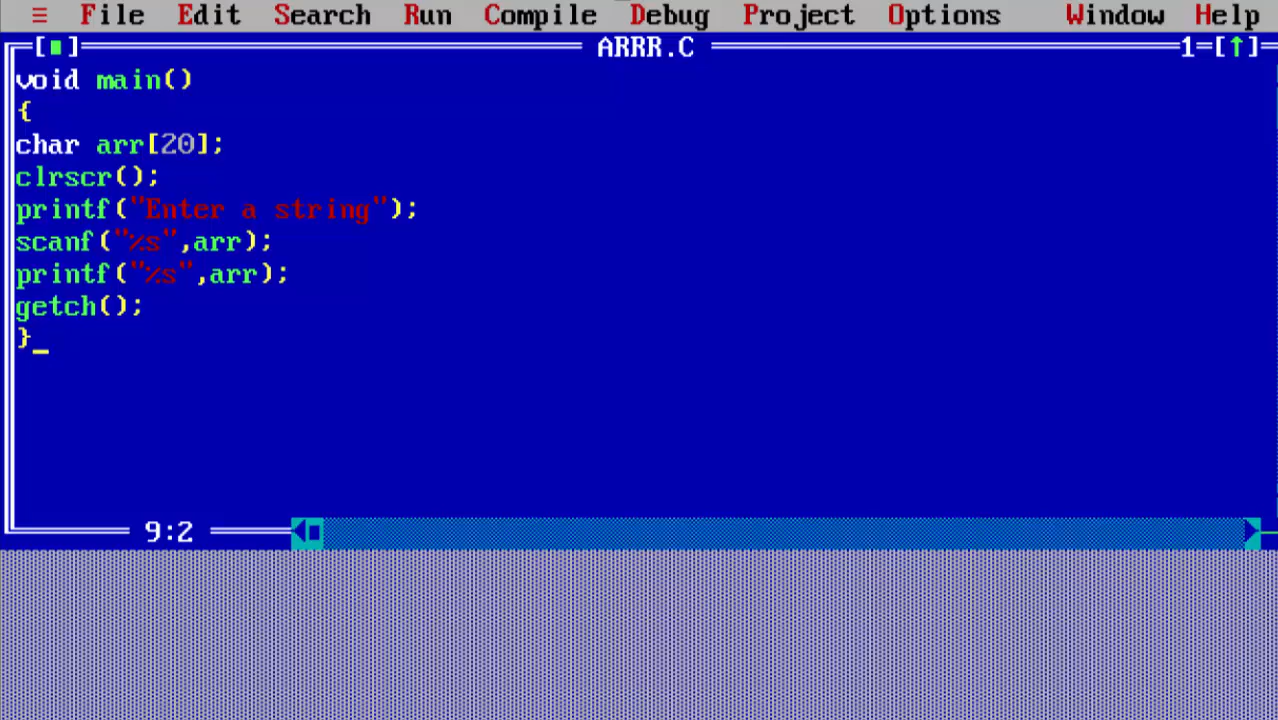 ≡ File Edit Search Run Compile Debug Project Options Window Help
[■] ARRR.C 1=[↑]
void main()
{
char arr[20];
clrscr();
printf("Enter a string");
scanf("%s",arr);
printf("%s",arr);
getch();
}_
9:2